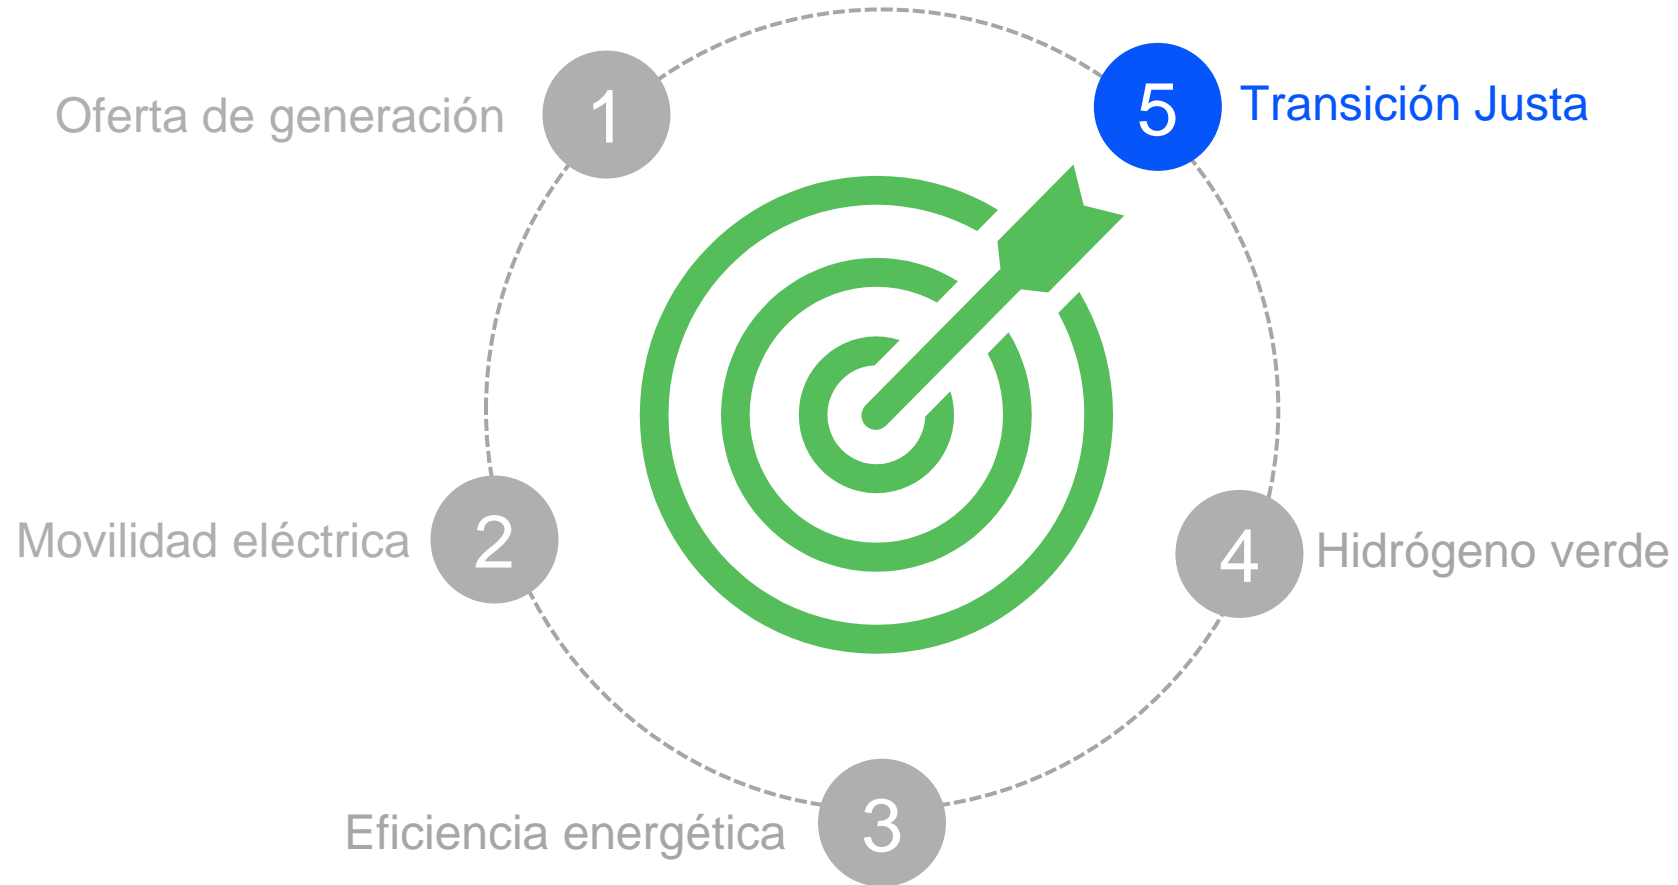 1
Oferta de generación
2
Movilidad eléctrica
3
Eficiencia energética
4
Hidrógeno verde
5
Transición Justa